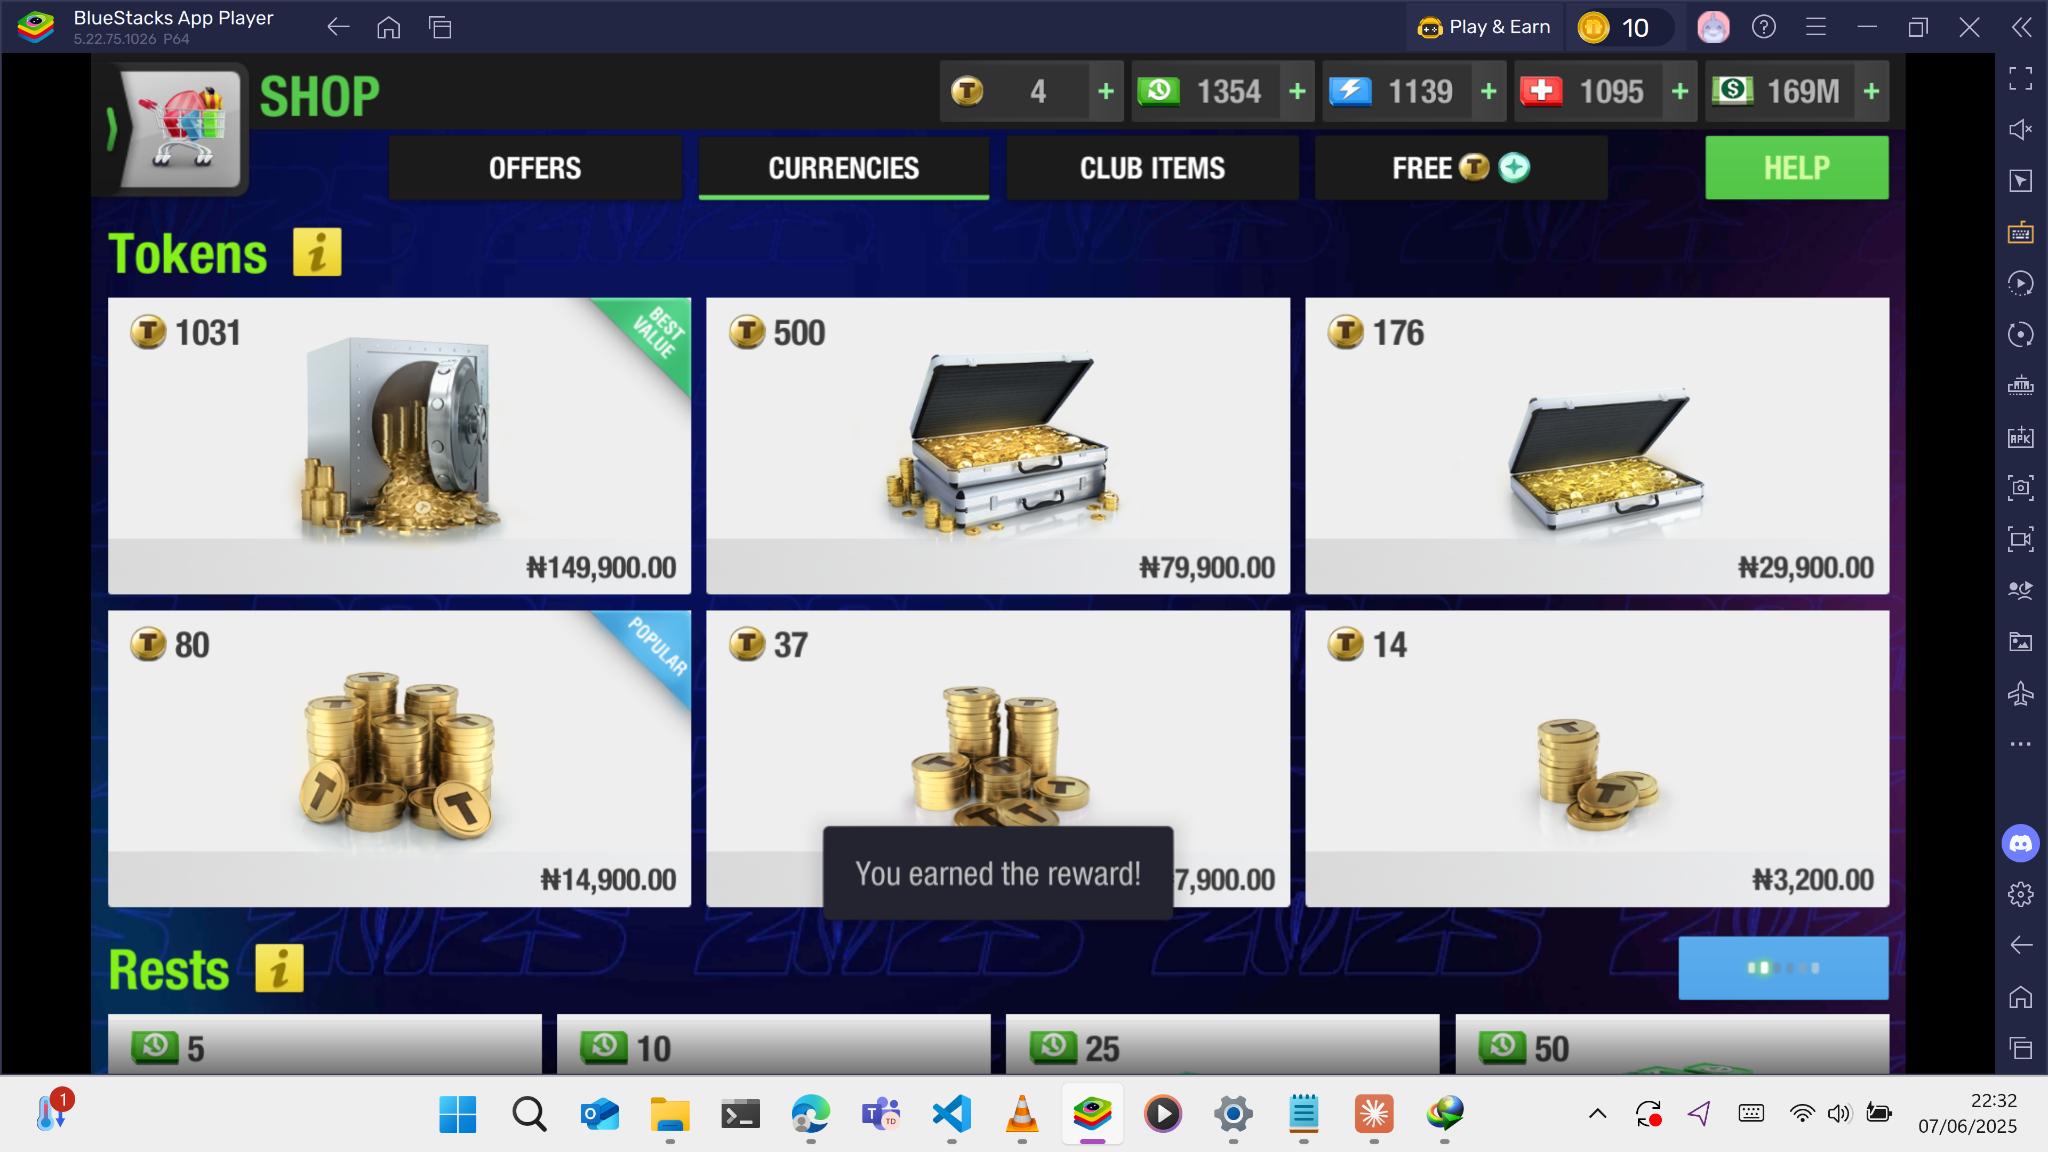 BlueStacks App Player
5.22.75.1026 P64
Play & Earn
10
SHOP
4
1354
1139
1095
169M
OFFERS
CURRENCIES
CLUB ITEMS
FREE
HELP
Tokens
1031
BEST VALUE
₦149,900.00
500
₦79,900.00
176
₦29,900.00
80
POPULAR
₦14,900.00
37
7,900.00
14
₦3,200.00
You earned the reward!
Rests
5
10
25
50
1
22:32
07/06/2025